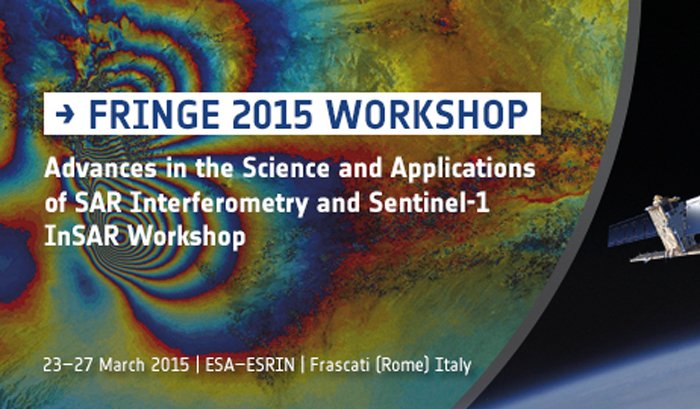 → FRINGE 2015 WORKSHOP
Advances in the Science and Applications
of SAR Interferometry and Sentinel-1
InSAR Workshop
23–27 March 2015 | ESA–ESRIN | Frascati (Rome) Italy